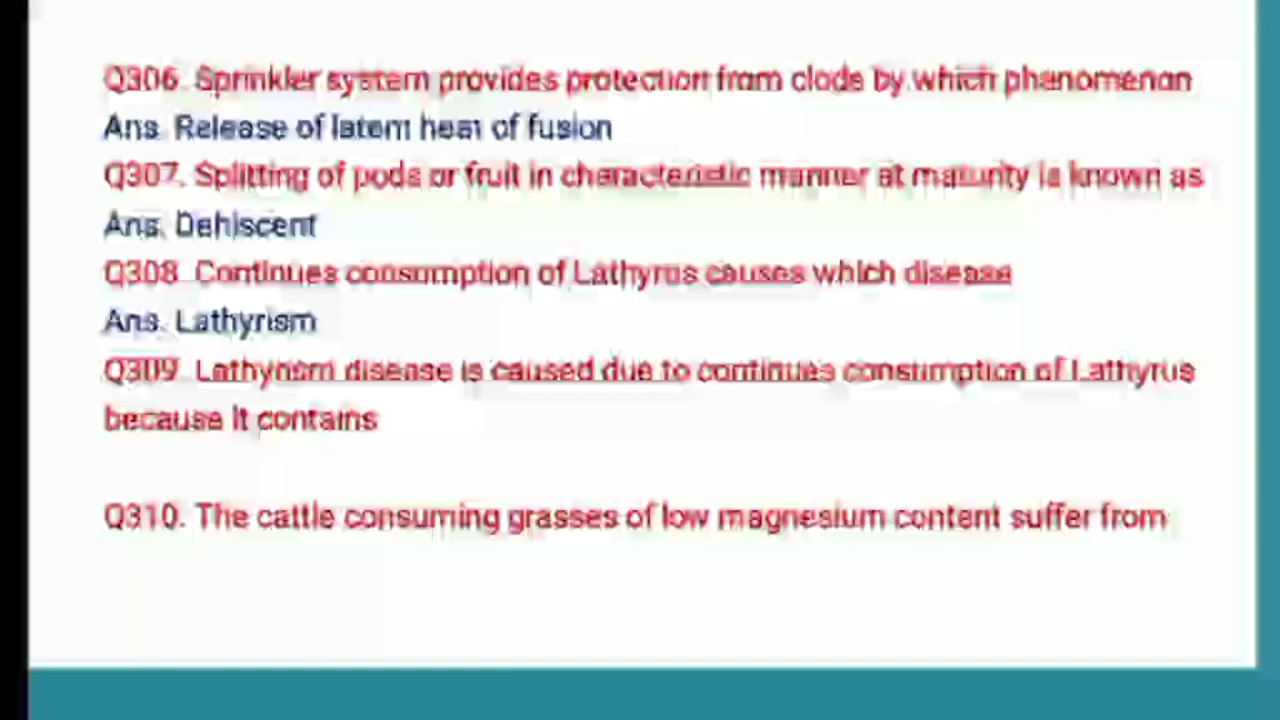 Q306. Sprinkler system provides protection from clods by which phenomenon
Ans. Release of latent heat of fusion
Q307. Splitting of pods or fruit in characteristic manner at maturity is known as
Ans. Dehiscent
Q308. Continues consumption of Lathyrus causes which disease
Ans. Lathyrism
Q309. Lathyrism disease is caused due to continues consumption of Lathyrus
because it contains
Q310. The cattle consuming grasses of low magnesium content suffer from